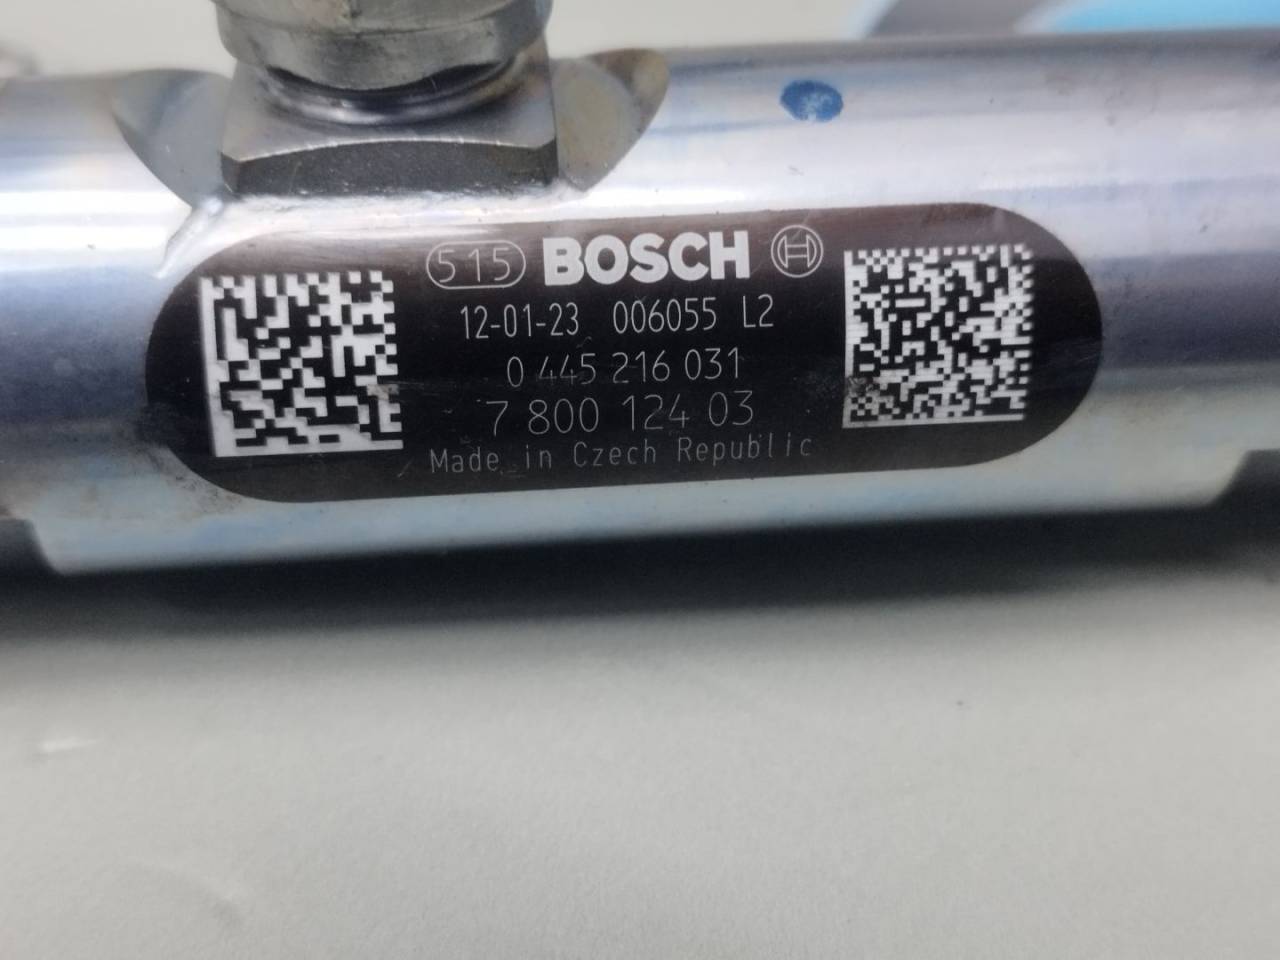 515 BOSCH
12-01-23 006055 L2
0 445 216 031
7 800 124 03
Made in Czech Republic